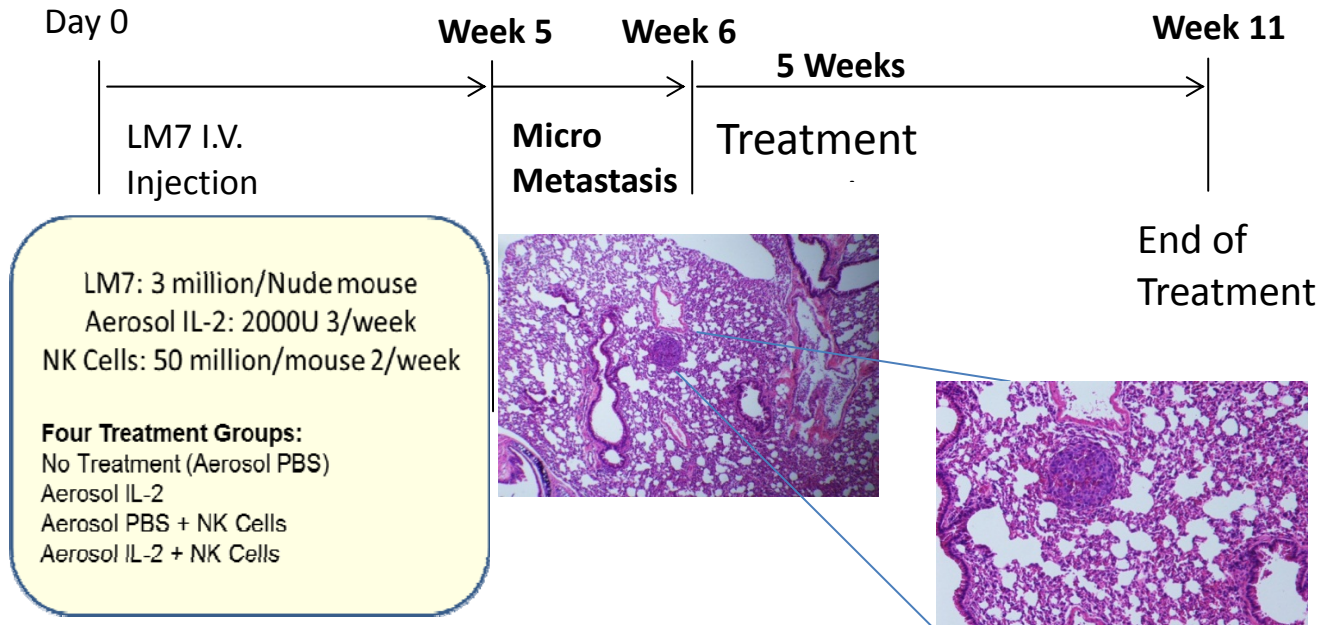 Day 0
Week 5
Week 6
Week 11
5 Weeks
LM7 I.V.
Injection
Micro
Metastasis
Treatment
End of
Treatment
LM7: 3 million/Nude mouse
Aerosol IL-2: 2000U 3/week
NK Cells: 50 million/mouse 2/week
Four Treatment Groups:
No Treatment (Aerosol PBS)
Aerosol IL-2
Aerosol PBS + NK Cells
Aerosol IL-2 + NK Cells